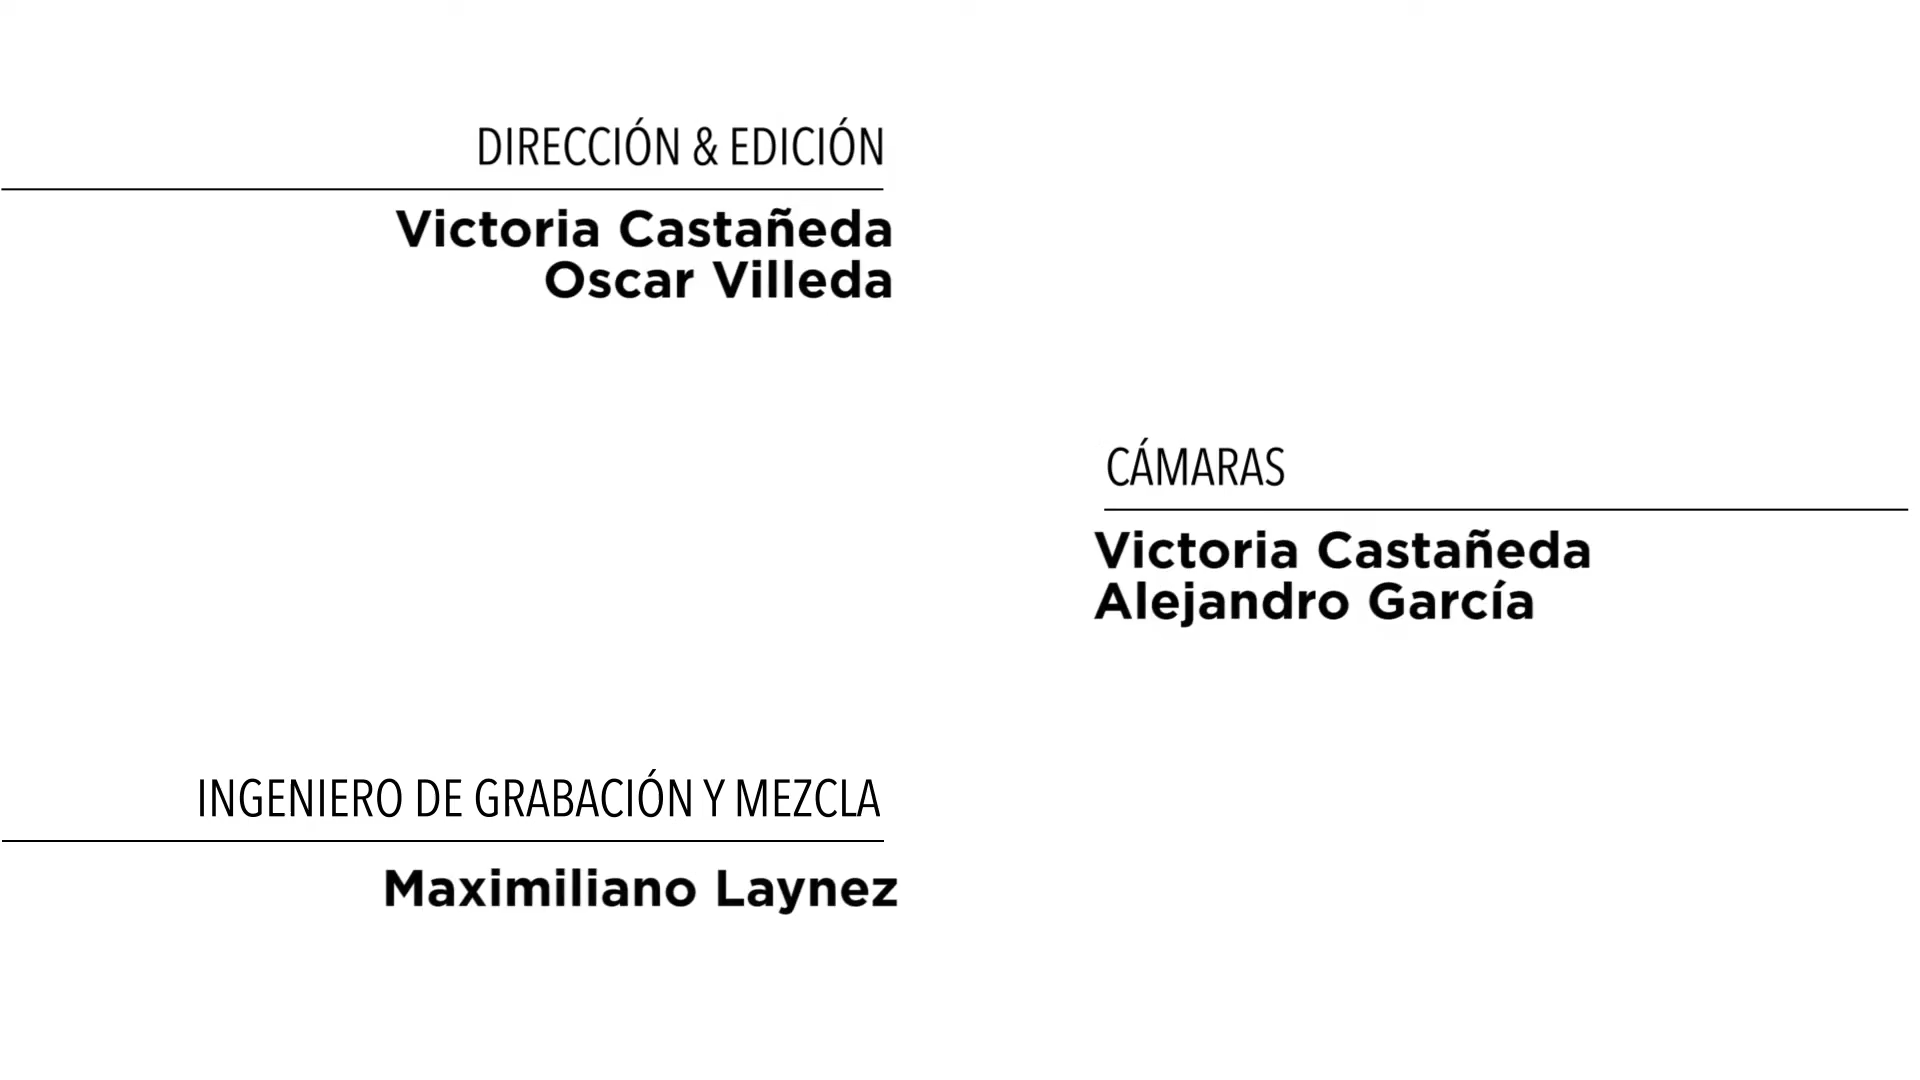 DIRECCIÓN & EDICIÓN
Victoria Castañeda
Oscar Villeda
CÁMARAS
Victoria Castañeda
Alejandro García
INGENIERO DE GRABACIÓN Y MEZCLA
Maximiliano Laynez